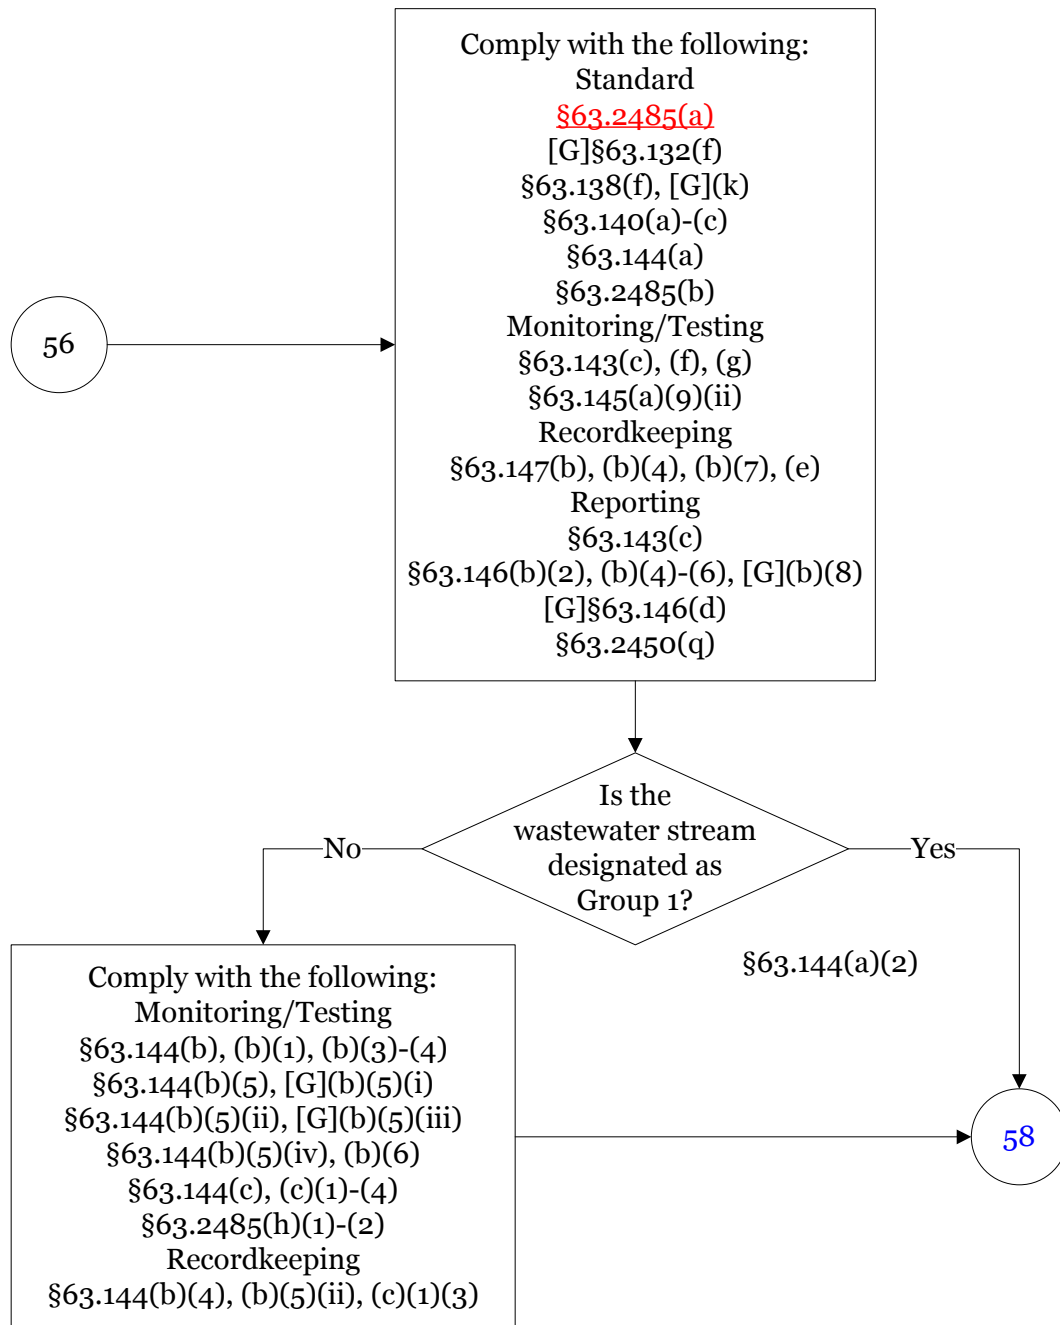 Comply with the following:
Standard
§63.2485(a)
[G]§63.132(f)
§63.138(f), [G](k)
§63.140(a)-(c)
§63.144(a)
§63.2485(b)
Monitoring/Testing
§63.143(c), (f), (g)
§63.145(a)(9)(ii)
Recordkeeping
§63.147(b), (b)(4), (b)(7), (e)
Reporting
§63.143(c)
§63.146(b)(2), (b)(4)-(6), [G](b)(8)
[G]§63.146(d)
§63.2450(q)
56
Is the
wastewater stream
designated as
Group 1?
No
Yes
§63.144(a)(2)
Comply with the following:
Monitoring/Testing
§63.144(b), (b)(1), (b)(3)-(4)
§63.144(b)(5), [G](b)(5)(i)
§63.144(b)(5)(ii), [G](b)(5)(iii)
§63.144(b)(5)(iv), (b)(6)
§63.144(c), (c)(1)-(4)
§63.2485(h)(1)-(2)
Recordkeeping
§63.144(b)(4), (b)(5)(ii), (c)(1)(3)
58